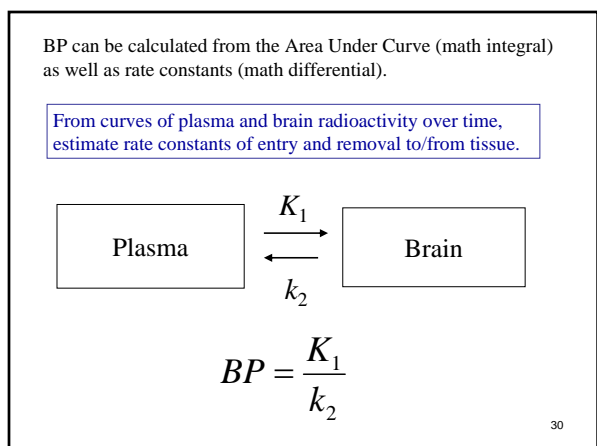 BP can be calculated from the Area Under Curve (math integral)
as well as rate constants (math differential).
From curves of plasma and brain radioactivity over time,
estimate rate constants of entry and removal to/from tissue.
Plasma
K₁
k₂
Brain
BP = K₁ / k₂
30